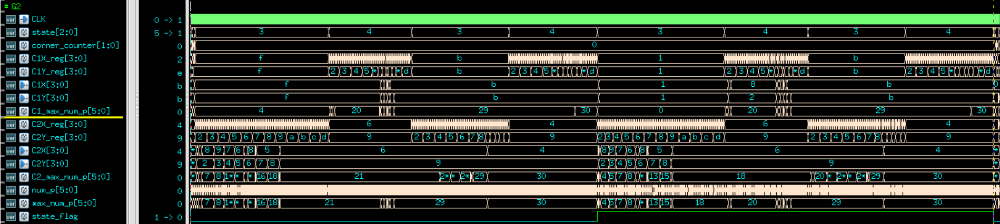 = G2
ver CLK 0 -> 1
ver state[2:0] 5 -> 1 3 4 3 4 3 4 3 4
ver corner_counter[1:0] 0 0
ver C1X_reg[3:0] 2 f b 1 b
ver C1Y_reg[3:0] e f 2 3 4 5 * * d b 2 3 4 5 * * d 1 2 3 4 5 * * d b 2 3 4 5 * * d
ver C1X[3:0] b f b 1 8 b 0
ver C1Y[3:0] b f b 1 2 b
ver C1_max_num_p[5:0] 0 4 20 29 30 0 20 29 30
ver C2X_reg[3:0] 4 6 4 6 4
ver C2Y_reg[3:0] 9 2 3 4 5 6 7 8 9 a b c d 9 2 3 4 5 6 7 8 9 2 3 4 5 6 7 8 9 a b c d 9 2 3 4 5 6 7 8 9
ver C2X[3:0] 4 * 8 9 7 6 8 5 6 4 8 9 7 6 8 5 6 4 *
ver C2Y[3:0] 9 * 2 3 4 5 6 7 8 9 2 3 4 5 6 7 8 9 *
ver C2_max_num_p[5:0] 0 * 7 8 1* * * 16 18 21 2* * 2* 29 30 4 5 7 8 * 13 15 18 20 * 2* * 2* 29 30 *
ver num_p[5:0] 0
ver max_num_p[5:0] 0 7 8 1* * * 16 18 21 29 30 4 5 7 8 * 13 15 18 20 29 30
ver state_flag 1 -> 0